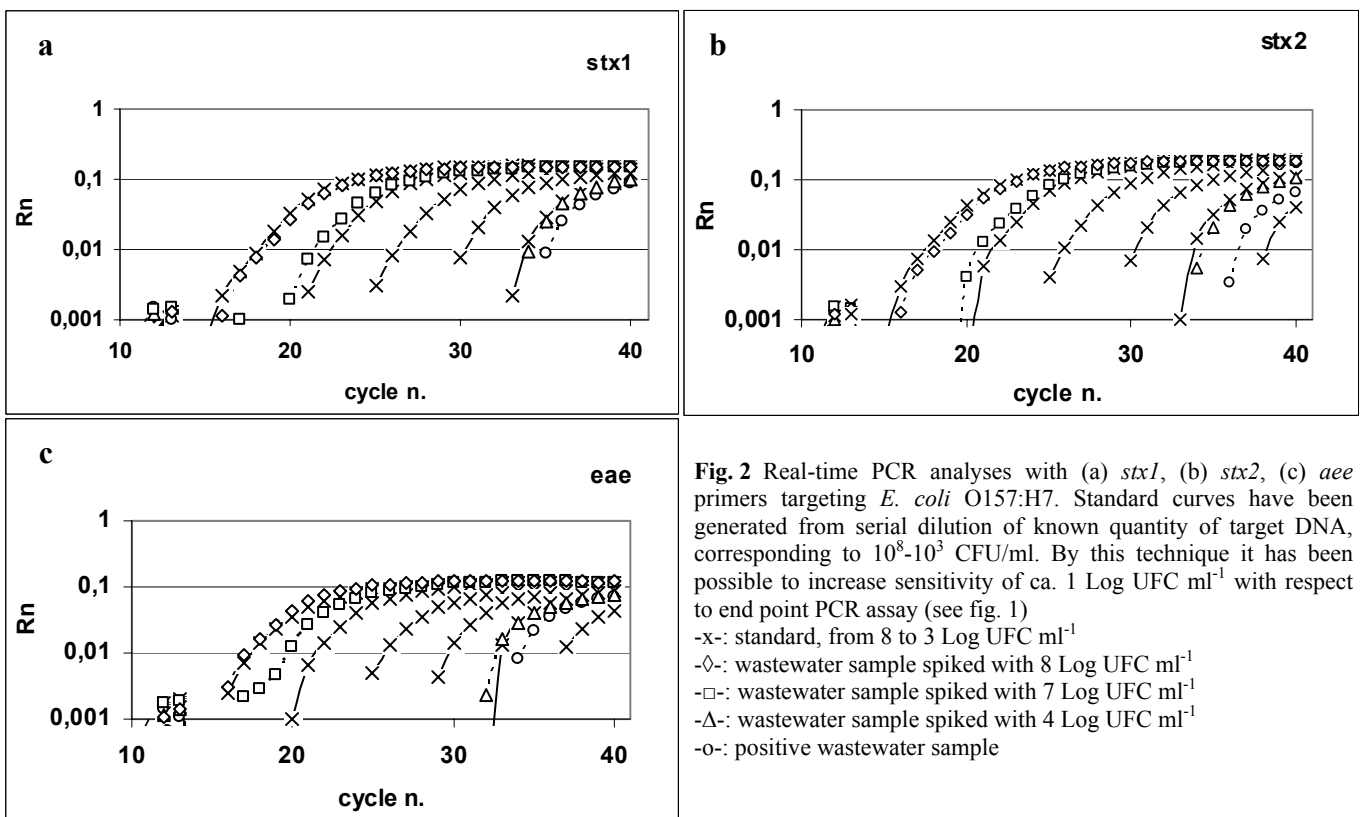 a
stx1
1
0,1
0,01
0,001
Rn
10 20 30 40
cycle n.
b
stx2
1
0,1
0,01
0,001
Rn
10 20 30 40
cycle n.
c
eae
1
0,1
0,01
0,001
Rn
10 20 30 40
cycle n.
Fig. 2 Real-time PCR analyses with (a) stx1, (b) stx2, (c) aee
primers targeting E. coli O157:H7. Standard curves have been
generated from serial dilution of known quantity of target DNA,
corresponding to 10⁸-10³ CFU/ml. By this technique it has been
possible to increase sensitivity of ca. 1 Log UFC ml⁻¹ with respect
to end point PCR assay (see fig. 1)
-x-: standard, from 8 to 3 Log UFC ml⁻¹
-◊-: wastewater sample spiked with 8 Log UFC ml⁻¹
-□-: wastewater sample spiked with 7 Log UFC ml⁻¹
-Δ-: wastewater sample spiked with 4 Log UFC ml⁻¹
-o-: positive wastewater sample